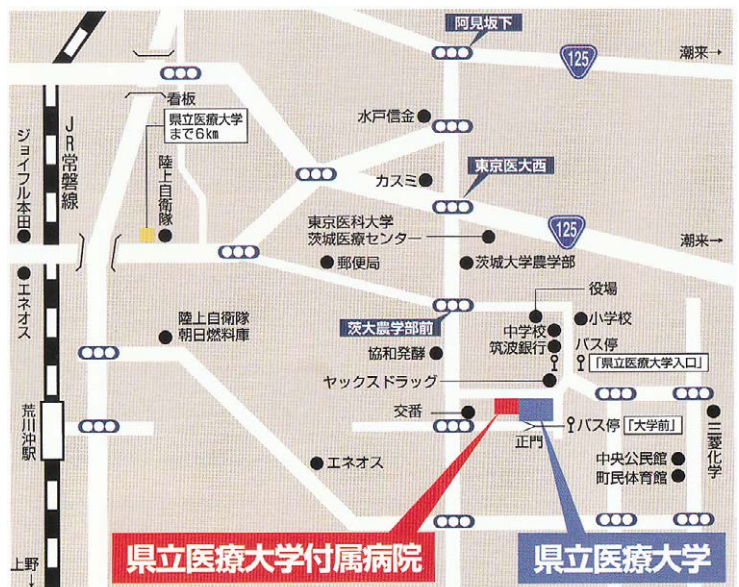 阿見坂下
125
潮来→
看板
県立医療大学
まで6km
水戸信金
ジョイフル本田
JR常磐線
陸上自衛隊
カスミ
東京医大西
東京医科大学
茨城医療センター
125
潮来→
郵便局
茨城大学農学部
エネオス
役場
陸上自衛隊
朝日燃料庫
茨大農学部前
小学校
中学校
筑波銀行
バス停
「県立医療大学入口」
協和発酵
ヤックスドラッグ
荒川沖駅
交番
正門
バス停「大学前」
三菱化学
エネオス
中央公民館
町民体育館
県立医療大学付属病院
県立医療大学
上野
↓